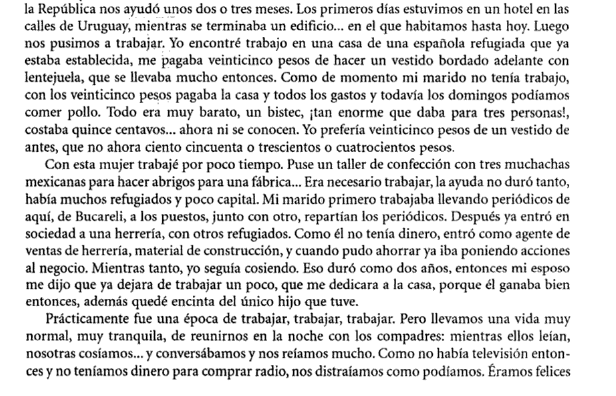 la República nos ayudó unos dos o tres meses. Los primeros días estuvimos en un hotel en las
calles de Uruguay, mientras se terminaba un edificio... en el que habitamos hasta hoy. Luego
nos pusimos a trabajar. Yo encontré trabajo en una casa de una española refugiada que ya
estaba establecida, me pagaba veinticinco pesos de hacer un vestido bordado adelante con
lentejuela, que se llevaba mucho entonces. Como de momento mi marido no tenía trabajo,
con los veinticinco pesos pagaba la casa y todos los gastos y todavía los domingos podíamos
comer pollo. Todo era muy barato, un bistec, ¡tan enorme que daba para tres personas!,
costaba quince centavos... ahora ni se conocen. Yo prefería veinticinco pesos de un vestido de
antes, que no ahora ciento cincuenta o trescientos o cuatrocientos pesos.
Con esta mujer trabajé por poco tiempo. Puse un taller de confección con tres muchachas
mexicanas para hacer abrigos para una fábrica... Era necesario trabajar, la ayuda no duró tanto,
había muchos refugiados y poco capital. Mi marido primero trabajaba llevando periódicos de
aquí, de Bucareli, a los puestos, junto con otro, repartían los periódicos. Después ya entró en
sociedad a una herrería, con otros refugiados. Como él no tenía dinero, entró como agente de
ventas de herrería, material de construcción, y cuando pudo ahorrar ya iba poniendo acciones
al negocio. Mientras tanto, yo seguía cosiendo. Eso duró como dos años, entonces mi esposo
me dijo que ya dejara de trabajar un poco, que me dedicara a la casa, porque él ganaba bien
entonces, además quedé encinta del único hijo que tuve.
Prácticamente fue una época de trabajar, trabajar, trabajar. Pero llevamos una vida muy
normal, muy tranquila, de reunirnos en la noche con los compadres: mientras ellos leían,
nosotras cosíamos... y conversábamos y nos reíamos mucho. Como no había televisión enton-
ces y no teníamos dinero para comprar radio, nos distraíamos como podíamos. Éramos felices